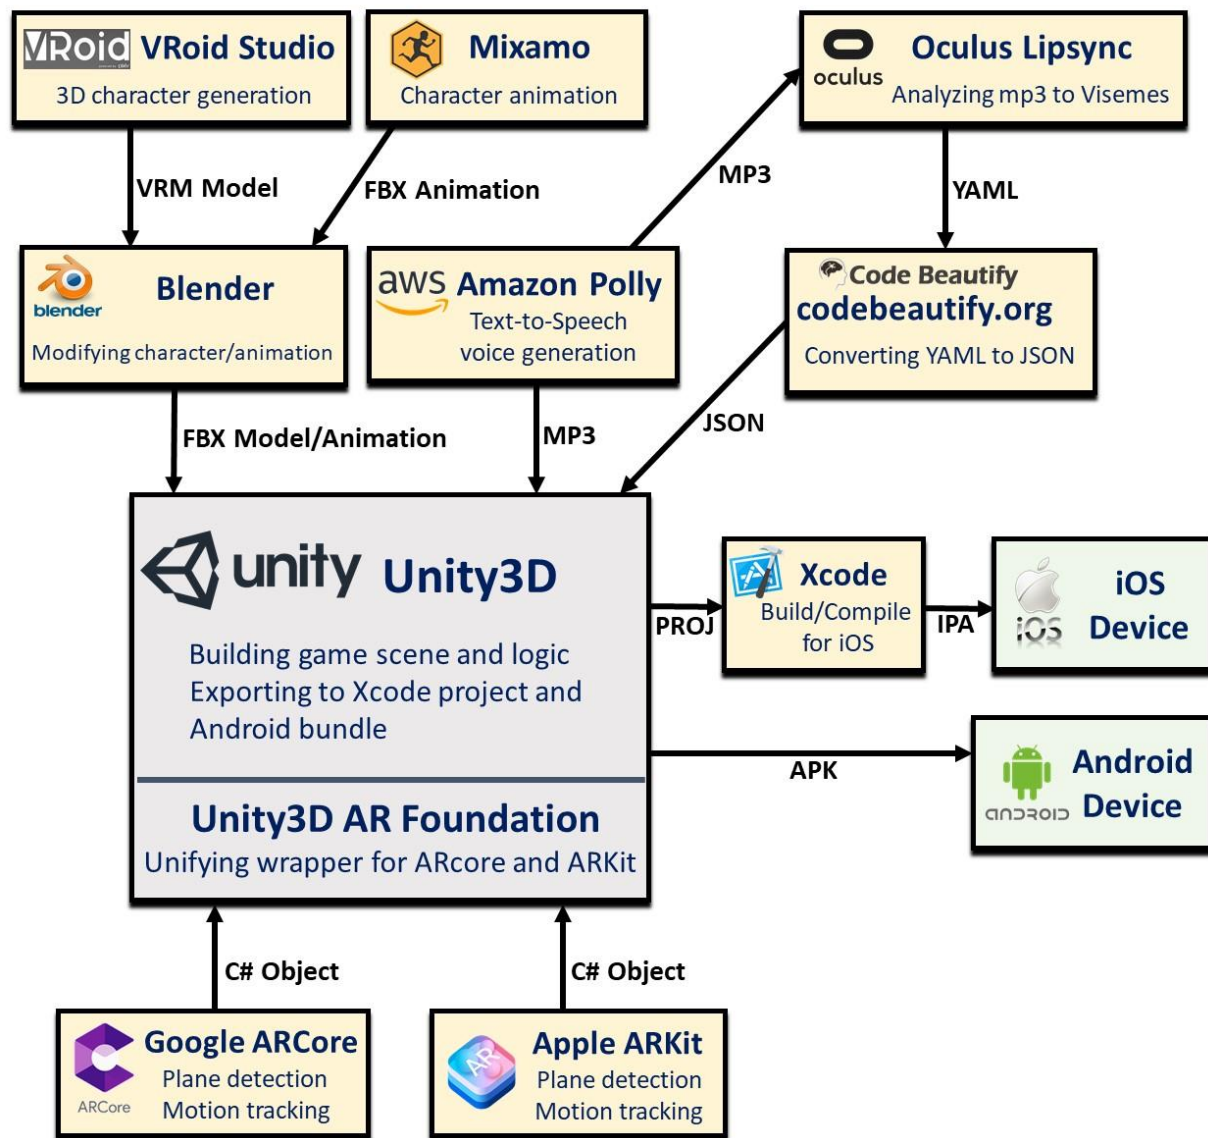 VRoid
VRoid Studio
3D character generation
Mixamo
Character animation
oculus
Oculus Lipsync
Analyzing mp3 to Visemes
VRM Model
FBX Animation
MP3
YAML
blender
Blender
Modifying character/animation
aws
Amazon Polly
Text-to-Speech
voice generation
Code Beautify
codebeautify.org
Converting YAML to JSON
FBX Model/Animation
MP3
JSON
unity
Unity3D
Building game scene and logic
Exporting to Xcode project and
Android bundle
Unity3D AR Foundation
Unifying wrapper for ARcore and ARKit
PROJ
Xcode
Build/Compile
for iOS
IPA
iOS
iOS
Device
APK
ANDROID
Android
Device
C# Object
C# Object
ARCore
Google ARCore
Plane detection
Motion tracking
AR
Apple ARKit
Plane detection
Motion tracking